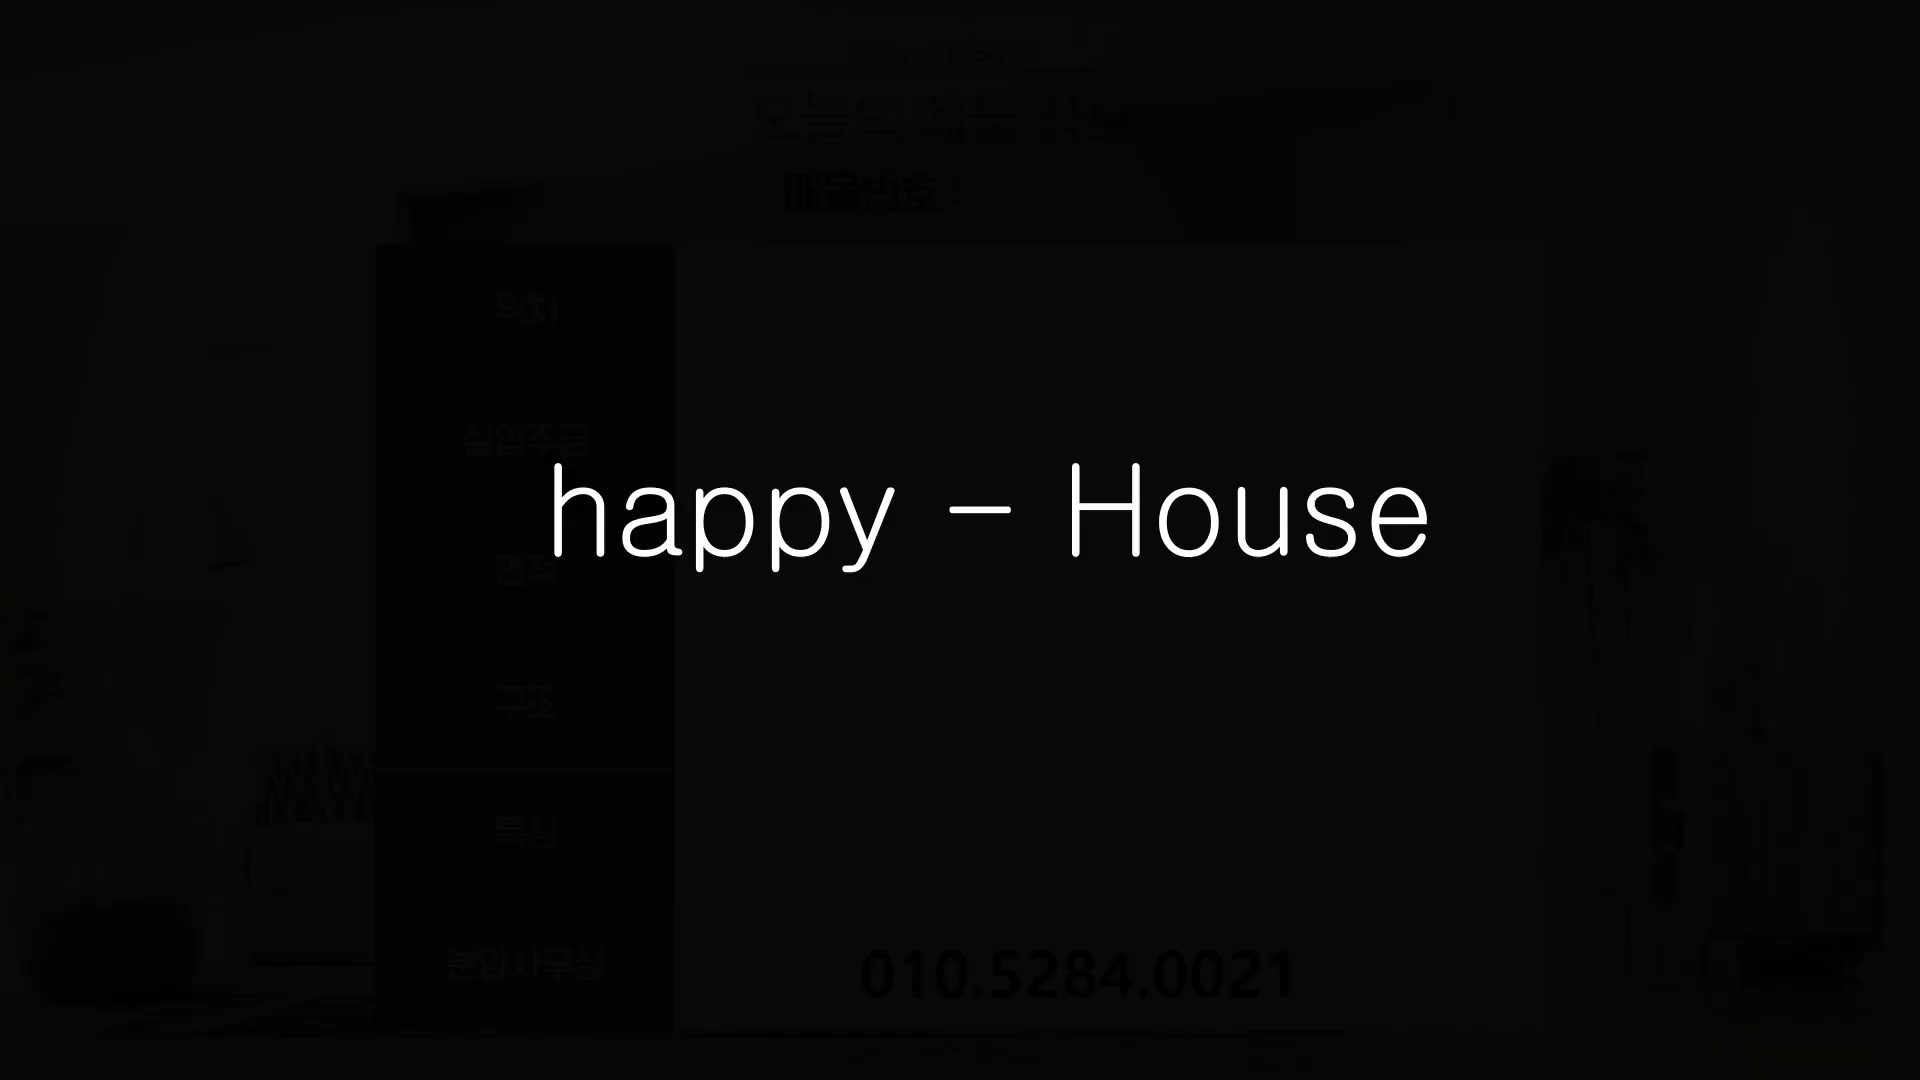 오늘의 매물 정보
매물번호 :
위치
실입주금
happy - House
면적
구조
특징
분양사무실
010.5284.0021